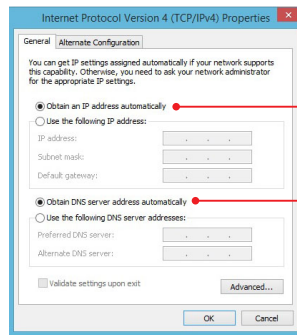 Internet Protocol Version 4 (TCP/IPv4) Properties
General
Alternate Configuration
You can get IP settings assigned automatically if your network supports
this capability. Otherwise, you need to ask your network administrator
for the appropriate IP settings.
Obtain an IP address automatically
Use the following IP address:
IP address:
Subnet mask:
Default gateway:
Obtain DNS server address automatically
Use the following DNS server addresses:
Preferred DNS server:
Alternate DNS server:
Validate settings upon exit
Advanced...
OK
Cancel